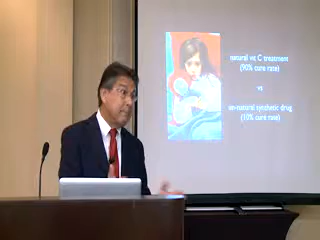 natural vit C treatment
(90% cure rate)
vs
un-natural synthetic drug
(10% cure rate)